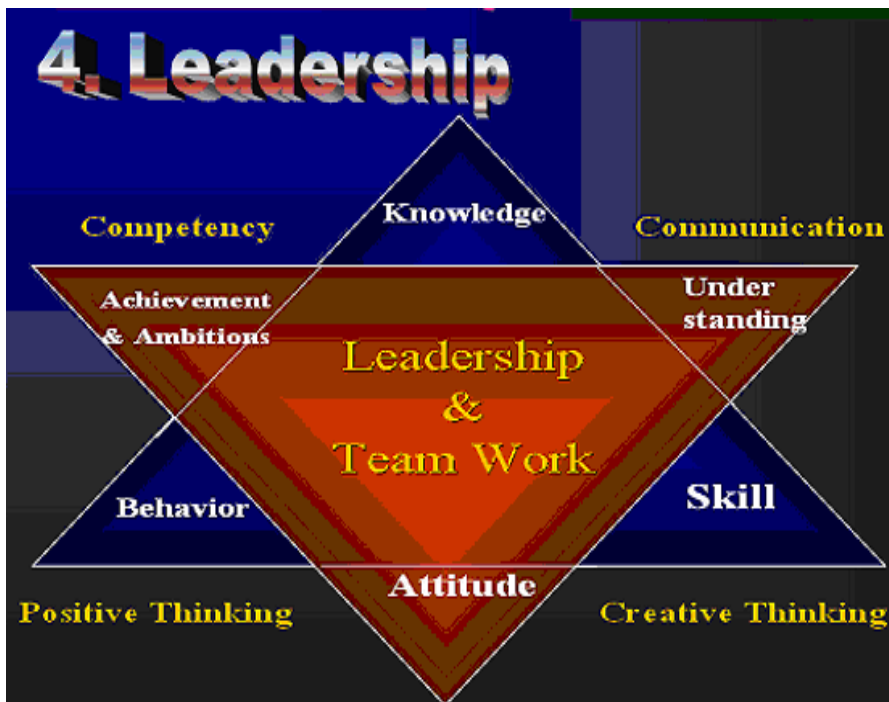 4. Leadership
Knowledge
Competency
Communication
Achievement
& Ambitions
Under
standing
Leadership
&
Team Work
Behavior
Skill
Attitude
Positive Thinking
Creative Thinking